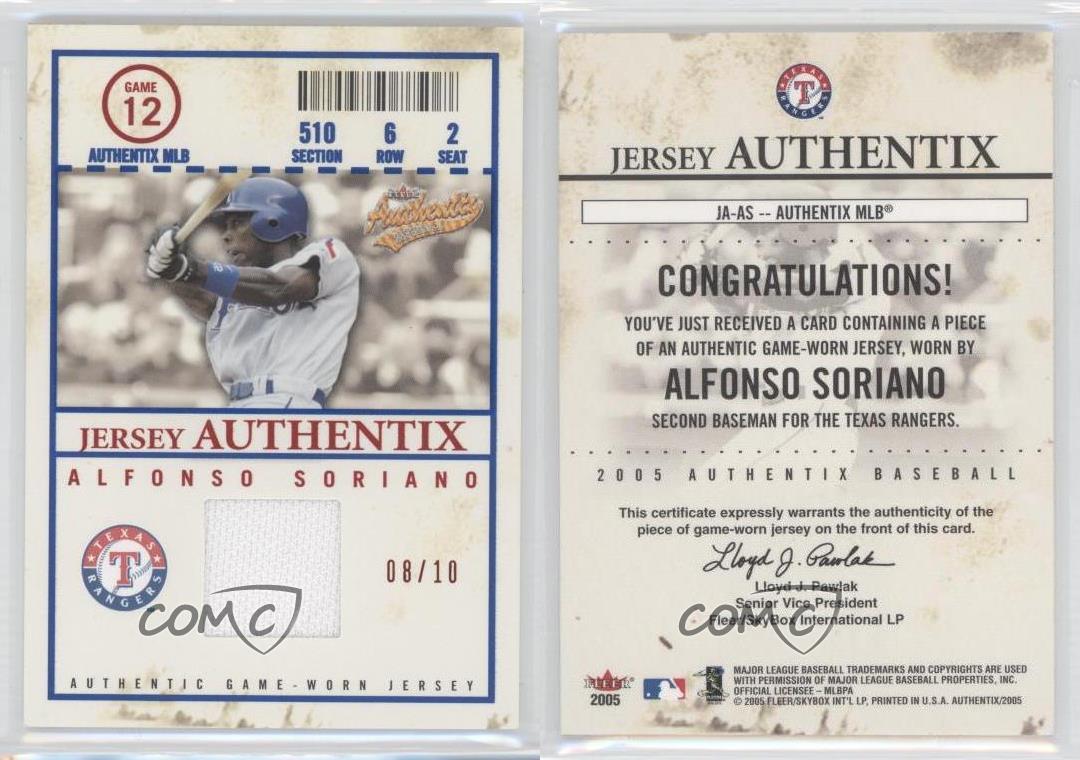 GAME
12
AUTHENTIX MLB
510 6 2
SECTION ROW SEAT
FLEER
Authentix
JERSEY AUTHENTIX
ALFONSO SORIANO
TEXAS
T
RANGERS
08/10
COMC
AUTHENTIC GAME-WORN JERSEY
TEXAS
T
RANGERS
JERSEY AUTHENTIX
JA-AS -- AUTHENTIX MLB®
CONGRATULATIONS!
YOU'VE JUST RECEIVED A CARD CONTAINING A PIECE
OF AN AUTHENTIC GAME-WORN JERSEY, WORN BY
ALFONSO SORIANO
SECOND BASEMAN FOR THE TEXAS RANGERS.
2005 AUTHENTIX BASEBALL
This certificate expressly warrants the authenticity of the
piece of game-worn jersey on the front of this card.
Lloyd J. Pawlak
Lloyd J. Pawlak
Senior Vice President
Fleer/SkyBox International LP
COMC
FLEER
2005
MAJOR LEAGUE BASEBALL TRADEMARKS AND COPYRIGHTS ARE USED
WITH PERMISSION OF MAJOR LEAGUE BASEBALL PROPERTIES, INC.
OFFICIAL LICENSEE – MLBPA
© 2005 FLEER/SKYBOX INT'L LP, PRINTED IN U.S.A. AUTHENTIX/2005